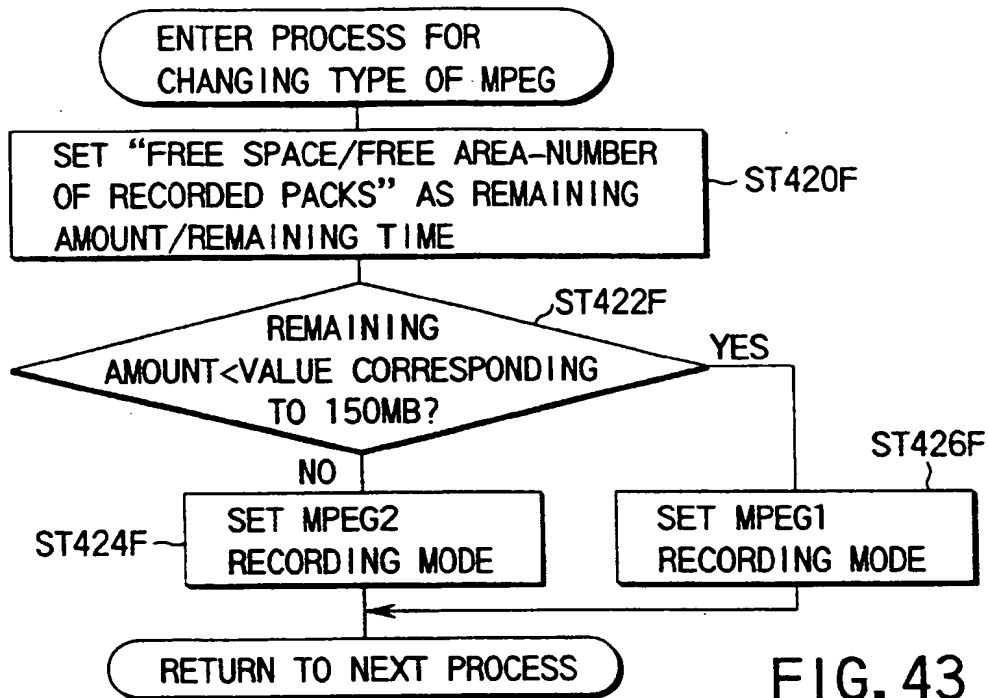 ENTER PROCESS FOR
CHANGING TYPE OF MPEG
SET “FREE SPACE/FREE AREA-NUMBER
OF RECORDED PACKS” AS REMAINING
AMOUNT/REMAINING TIME
ST420F
ST422F
REMAINING
AMOUNT<VALUE CORRESPONDING
TO 150MB?
YES
NO
ST426F
ST424F
SET MPEG2
RECORDING MODE
SET MPEG1
RECORDING MODE
RETURN TO NEXT PROCESS
FIG. 43